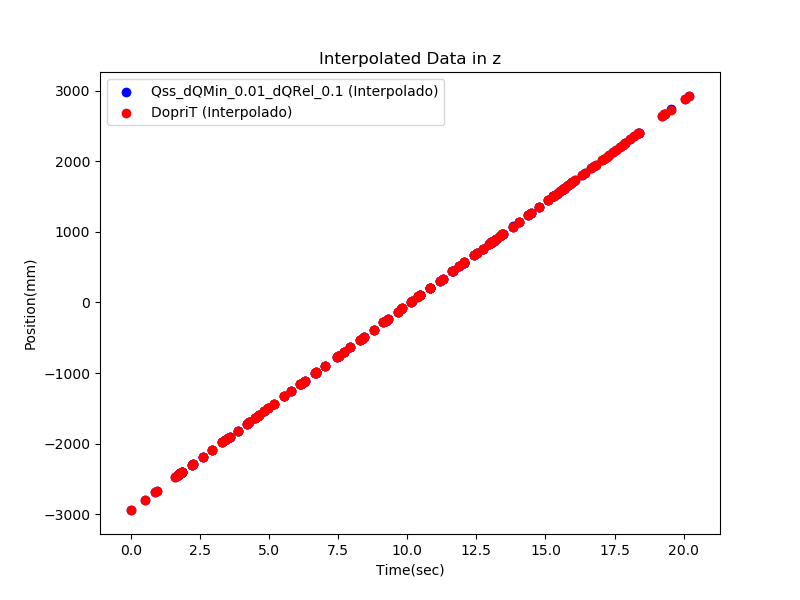 Interpolated Data in z
Qss_dQMin_0.01_dQRel_0.1 (Interpolado)
DopriT (Interpolado)
3000
2000
1000
0
−1000
−2000
−3000
Position(mm)
0.0 2.5 5.0 7.5 10.0 12.5 15.0 17.5 20.0
Time(sec)